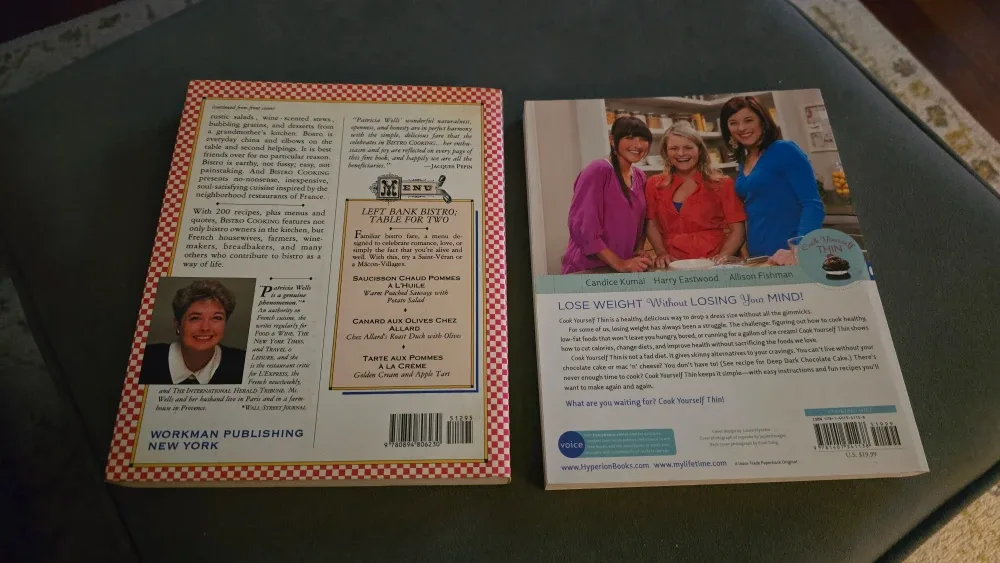 (continued from front cover)
rustic salads, wine-scented stews,
bubbling gratins, and desserts from
a grandmother's kitchen. Bistro is
everyday china and elbows on the
table and second helpings. It is best
friends over for no particular reason.
Bistro is earthy, not fussy; easy, not
painstaking. And BISTRO COOKING
presents no-nonsense, inexpensive,
soul-satisfying cuisine inspired by the
neighborhood restaurants of France.
With 200 recipes, plus menus and
quotes, BISTRO COOKING features not
only bistro owners in the kitchen, but
French housewives, farmers, wine-
makers, breadbakers, and many
others who contribute to bistro as a
way of life.
"Patricia Wells
is a genuine
phenomenon."*
An authority on
French cuisine, she
writes regularly for
FOOD & WINE, THE
NEW YORK TIMES,
and TRAVEL &
LEISURE, and she
is the restaurant critic
for L'EXPRESS, the
French newsweekly,
and THE INTERNATIONAL HERALD TRIBUNE. Ms.
Wells and her husband live in Paris and in a farm-
house in Provence.
*WALL STREET JOURNAL
WORKMAN PUBLISHING
NEW YORK
"Patricia Wells' wonderful naturalness,
openness, and honesty are in perfect harmony
with the simple, delicious fare that she
celebrates in BISTRO COOKING. her enthu-
siasm and joy are reflected on every page of
this fine book, and happily we are all the
beneficiaries."
—JACQUES PEPIN
MENU
LEFT BANK BISTRO:
TABLE FOR TWO
Familiar bistro fare, a menu de-
signed to celebrate romance, love, or
simply the fact that you're alive and
well. With this, try a Saint-Véran or
a Mâcon-Villages.
SAUCISSON CHAUD POMMES
A L'HUILE
Warm Poached Sausage with
Potato Salad
CANARD AUX OLIVES CHEZ
ALLARD
Chez Allard's Roast Duck with Olives
TARTE AUX POMMES
À LA CRÈME
Golden Cream and Apple Tart
51295
9 780894 806230
Cook Yourself
THIN
Candice Kumai Harry Eastwood Allison Fishman
LOSE WEIGHT Without LOSING Your MIND!
Cook Yourself Thin is a healthy, delicious way to drop a dress size without all the gimmicks.
For some of us, losing weight has always been a struggle. The challenge: figuring out how to cook healthy,
low-fat foods that won't leave you hungry, bored, or running for a gallon of ice cream! Cook Yourself Thin shows
how to cut calories, change diets, and improve health without sacrificing the foods we love.
Cook Yourself Thin is not a fad diet. It gives skinny alternatives to your cravings. You can't live without your
chocolate cake or mac 'n' cheese? You don't have to! (See recipe for Deep Dark Chocolate Cake.) There's
never enough time to cook? Cook Yourself Thin keeps it simple—with easy instructions and fun recipes you'll
want to make again and again.
What are you waiting for? Cook Yourself Thin!
voice
www.HyperionBooks.com www.mylifetime.com
A Voice Trade Paperback Original
U.S. $19.99